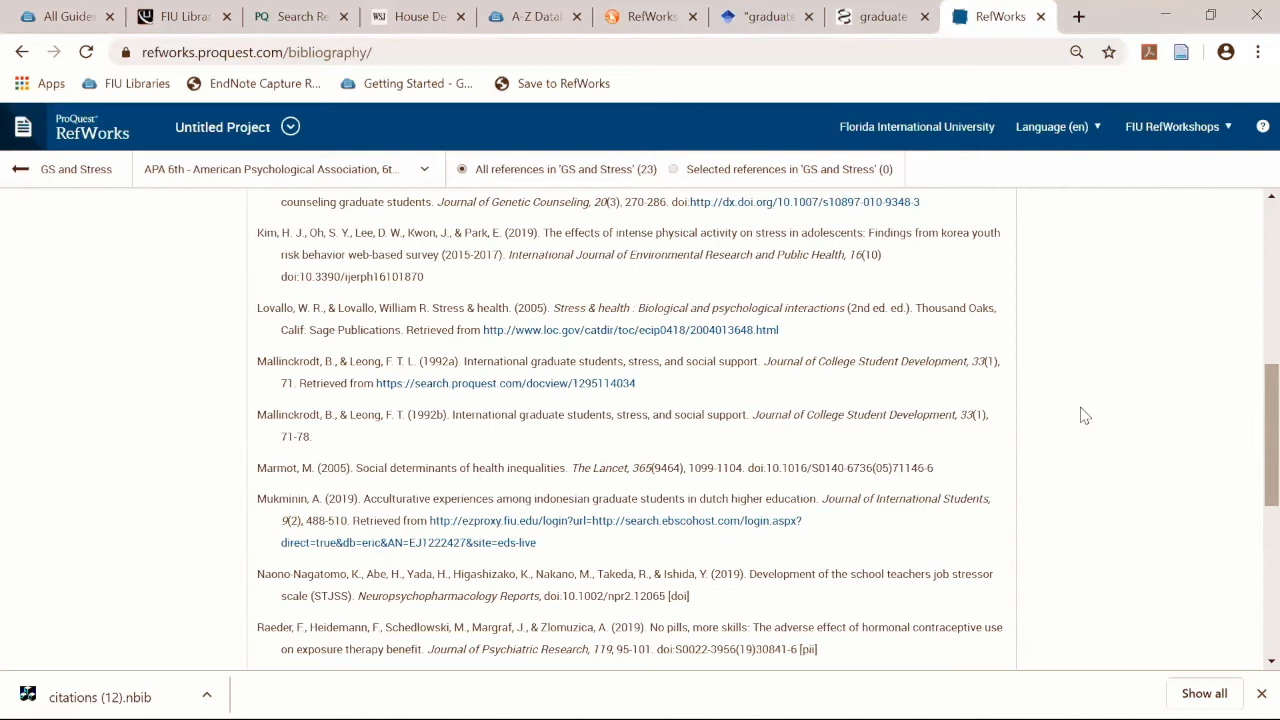 All Guides
FIU Librar
Search Re
WSJ
House De
A-Z Datab
RefWorks
"graduate
graduate
RefWorks
refworks.proquest.com/bibliography/
Apps
FIU Libraries
EndNote Capture R...
Getting Started - G...
Save to RefWorks
ProQuest®
RefWorks
Untitled Project
Florida International University
Language (en)
FIU RefWorkshops
?
GS and Stress
APA 6th - American Psychological Association, 6t...
All references in 'GS and Stress' (23)
Selected references in 'GS and Stress' (0)
counseling graduate students. Journal of Genetic Counseling, 20(3), 270-286. doi:http://dx.doi.org/10.1007/s10897-010-9348-3
Kim, H. J., Oh, S. Y., Lee, D. W., Kwon, J., & Park, E. (2019). The effects of intense physical activity on stress in adolescents: Findings from korea youth
risk behavior web-based survey (2015-2017). International Journal of Environmental Research and Public Health, 16(10)
doi:10.3390/ijerph16101870
Lovallo, W. R., & Lovallo, William R. Stress & health. (2005). Stress & health : Biological and psychological interactions (2nd ed. ed.). Thousand Oaks,
Calif: Sage Publications. Retrieved from http://www.loc.gov/catdir/toc/ecip0418/2004013648.html
Mallinckrodt, B., & Leong, F. T. L. (1992a). International graduate students, stress, and social support. Journal of College Student Development, 33(1),
71. Retrieved from https://search.proquest.com/docview/1295114034
Mallinckrodt, B., & Leong, F. T. (1992b). International graduate students, stress, and social support. Journal of College Student Development, 33(1),
71-78.
Marmot, M. (2005). Social determinants of health inequalities. The Lancet, 365(9464), 1099-1104. doi:10.1016/S0140-6736(05)71146-6
Mukminin, A. (2019). Acculturative experiences among indonesian graduate students in dutch higher education. Journal of International Students,
9(2), 488-510. Retrieved from http://ezproxy.fiu.edu/login?url=http://search.ebscohost.com/login.aspx?
direct=true&db=eric&AN=EJ1222427&site=eds-live
Naono-Nagatomo, K., Abe, H., Yada, H., Higashizako, K., Nakano, M., Takeda, R., & Ishida, Y. (2019). Development of the school teachers job stressor
scale (STJSS). Neuropsychopharmacology Reports, doi:10.1002/npr2.12065 [doi]
Raeder, F., Heidemann, F., Schedlowski, M., Margraf, J., & Zlomuzica, A. (2019). No pills, more skills: The adverse effect of hormonal contraceptive use
on exposure therapy benefit. Journal of Psychiatric Research, 119, 95-101. doi:S0022-3956(19)30841-6 [pii]
citations (12).nbib
Show all